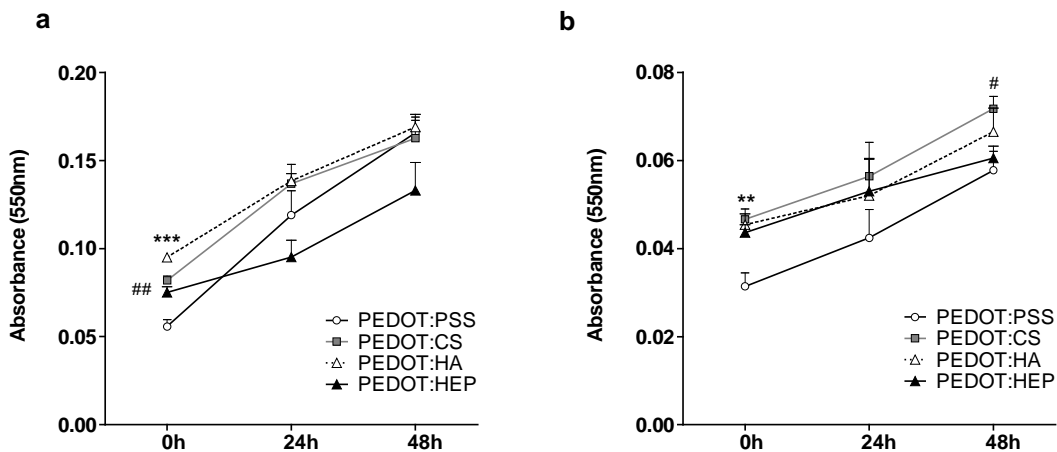 a
Absorbance (550nm)
0.20
0.15
0.10
0.05
0.00
***
##
PEDOT:PSS
PEDOT:CS
PEDOT:HA
PEDOT:HEP
0h 24h 48h
b
Absorbance (550nm)
0.08
0.06
0.04
0.02
0.00
#
**
PEDOT:PSS
PEDOT:CS
PEDOT:HA
PEDOT:HEP
0h 24h 48h